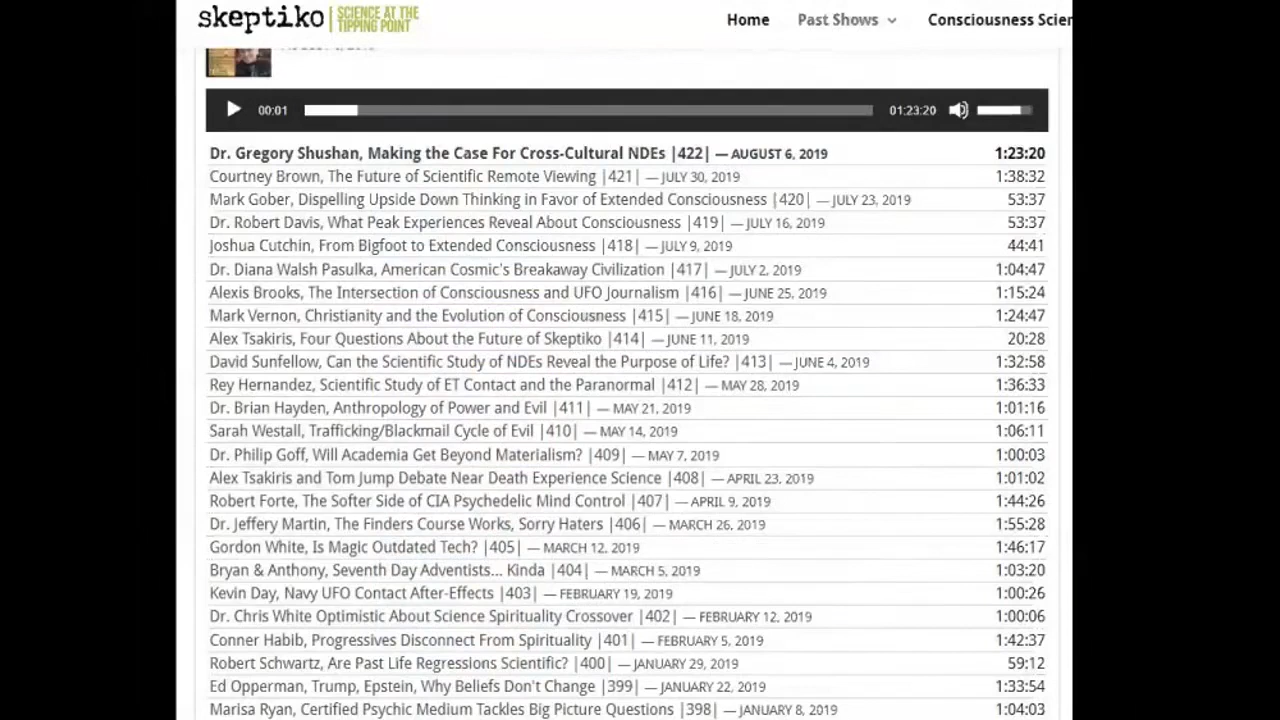 skeptiko | SCIENCE AT THE TIPPING POINT
Home Past Shows Consciousness Scien
00:01 01:23:20
Dr. Gregory Shushan, Making the Case For Cross-Cultural NDEs |422| — AUGUST 6, 2019 1:23:20
Courtney Brown, The Future of Scientific Remote Viewing |421| — JULY 30, 2019 1:38:32
Mark Gober, Dispelling Upside Down Thinking in Favor of Extended Consciousness |420| — JULY 23, 2019 53:37
Dr. Robert Davis, What Peak Experiences Reveal About Consciousness |419| — JULY 16, 2019 53:37
Joshua Cutchin, From Bigfoot to Extended Consciousness |418| — JULY 9, 2019 44:41
Dr. Diana Walsh Pasulka, American Cosmic's Breakaway Civilization |417| — JULY 2, 2019 1:04:47
Alexis Brooks, The Intersection of Consciousness and UFO Journalism |416| — JUNE 25, 2019 1:15:24
Mark Vernon, Christianity and the Evolution of Consciousness |415| — JUNE 18, 2019 1:24:47
Alex Tsakiris, Four Questions About the Future of Skeptiko |414| — JUNE 11, 2019 20:28
David Sunfellow, Can the Scientific Study of NDEs Reveal the Purpose of Life? |413| — JUNE 4, 2019 1:32:58
Rey Hernandez, Scientific Study of ET Contact and the Paranormal |412| — MAY 28, 2019 1:36:33
Dr. Brian Hayden, Anthropology of Power and Evil |411| — MAY 21, 2019 1:01:16
Sarah Westall, Trafficking/Blackmail Cycle of Evil |410| — MAY 14, 2019 1:06:11
Dr. Philip Goff, Will Academia Get Beyond Materialism? |409| — MAY 7, 2019 1:00:03
Alex Tsakiris and Tom Jump Debate Near Death Experience Science |408| — APRIL 23, 2019 1:01:02
Robert Forte, The Softer Side of CIA Psychedelic Mind Control |407| — APRIL 9, 2019 1:44:26
Dr. Jeffery Martin, The Finders Course Works, Sorry Haters |406| — MARCH 26, 2019 1:55:28
Gordon White, Is Magic Outdated Tech? |405| — MARCH 12, 2019 1:46:17
Bryan & Anthony, Seventh Day Adventists... Kinda |404| — MARCH 5, 2019 1:03:20
Kevin Day, Navy UFO Contact After-Effects |403| — FEBRUARY 19, 2019 1:00:26
Dr. Chris White Optimistic About Science Spirituality Crossover |402| — FEBRUARY 12, 2019 1:00:06
Conner Habib, Progressives Disconnect From Spirituality |401| — FEBRUARY 5, 2019 1:42:37
Robert Schwartz, Are Past Life Regressions Scientific? |400| — JANUARY 29, 2019 59:12
Ed Opperman, Trump, Epstein, Why Beliefs Don't Change |399| — JANUARY 22, 2019 1:33:54
Marisa Ryan, Certified Psychic Medium Tackles Big Picture Questions |398| — JANUARY 8, 2019 1:04:03